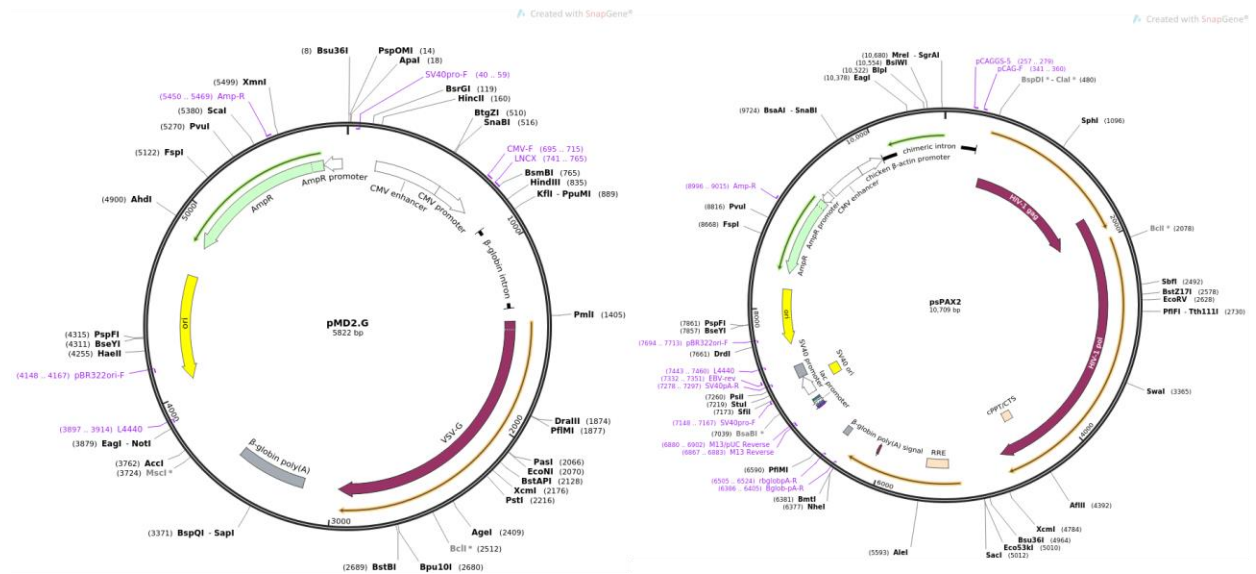 Created with SnapGene®
(8) Bsu36I
PspOMI (14)
ApaI (18)
SV40pro-F (40 .. 59)
BsrGI (119)
HincII (160)
BtgZI (510)
SnaBI (516)
CMV-F (695 .. 715)
LNCX (741 .. 765)
BsmBI (765)
HindIII (835)
KflI - PpuMI (889)
1000
PmlI (1405)
DraIII (1874)
PflMI (1877)
2000
PasI (2066)
EcoNI (2070)
BstAPI (2128)
XcmI (2176)
PstI (2216)
AgeI (2409)
BclI * (2512)
Bpu10I (2680)
(2689) BstBI
3000
(3371) BspQI - SapI
(3724) MscI *
(3762) AccI
(3879) EagI - NotI
(3897 .. 3914) L4440
4000
(4148 .. 4167) pBR322ori-F
(4255) HaeII
(4311) BseYI
(4315) PspFI
(4900) AhdI
5000
(5122) FspI
(5270) PvuI
(5380) ScaI
(5450 .. 5469) Amp-R
(5499) XmnI
AmpR promoter
AmpR
CMV enhancer
CMV promoter
β-globin intron
ori
VSV-G
β-globin poly(A)
pMD2.G
5822 bp
Created with SnapGene®
(10,680) MreI - SgrAI
(10,554) BsiWI
(10,522) BlpI
(10,378) EagI
pCAGGS-5 (257 .. 279)
pCAG-F (341 .. 360)
BspDI * - ClaI * (480)
SphI (1096)
2000
BclI * (2078)
SbfI (2492)
BstZ17I (2578)
EcoRV (2628)
PflFI - Tth111I (2730)
SwaI (3365)
4000
AflII (4392)
XcmI (4784)
Bsu36I (4964)
Eco53kI (5010)
SacI (5012)
(5593) AleI
6000
(6377) NheI
(6381) BmtI
(6386 .. 6405) Bglob-pA-R
(6505 .. 6524) rbglobpA-R
(6590) PflMI
(6867 .. 6883) M13 Reverse
(6880 .. 6902) M13/pUC Reverse
(7039) BsaBI *
(7148 .. 7167) SV40pro-F
(7173) SfiI
(7219) StuI
(7260) PsiI
(7278 .. 7297) SV40pA-R
(7332 .. 7351) EBV-rev
(7443 .. 7460) L4440
(7661) DrdI
(7694 .. 7713) pBR322ori-F
(7857) BseYI
(7861) PspFI
8000
(8668) FspI
(8816) PvuI
(8996 .. 9015) Amp-R
(9724) BsaAI - SnaBI
10,000
chimeric intron
chicken β-actin promoter
CMV enhancer
AmpR promoter
AmpR
ori
SV40 promoter
SV40 ori
lac promoter
β-globin poly(A) signal
RRE
cPPT/CTS
HIV-1 gag
HIV-1 pol
psPAX2
10,709 bp